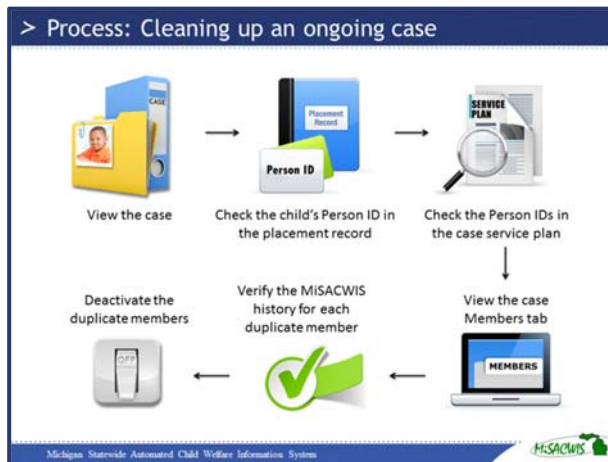 > Process: Cleaning up an ongoing case
CASE
View the case
Placement
Record
Person ID
Check the child's Person ID in
the placement record
SERVICE
PLAN
Check the Person IDs in
the case service plan
View the case
Members tab
MEMBERS
Verify the MiSACWIS
history for each
duplicate member
Deactivate the
duplicate members
OFF
Michigan Statewide Automated Child Welfare Information System
MiSACWIS